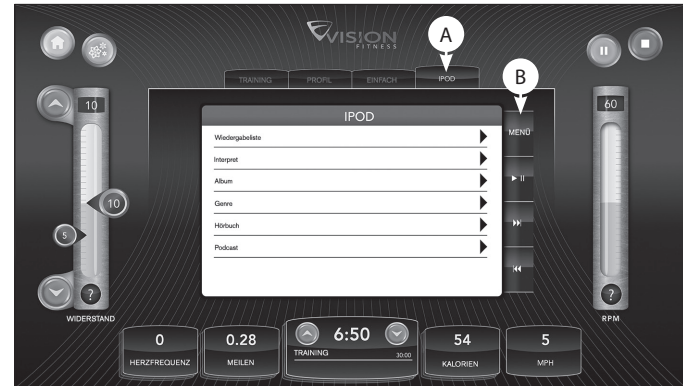 VISION
FITNESS
A
B
TRAINING PROFIL EINFACH IPOD
10
60
IPOD
MENÜ
Wiedergabeliste
Interpret
Album
Genre
Hörbuch
Podcast
10
5
?
?
WIDERSTAND
RPM
0
HERZFREQUENZ
0.28
MEILEN
6:50
TRAINING 30:00
54
KALORIEN
5
MPH